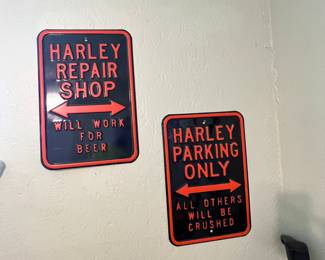 HARLEY
REPAIR
SHOP
WILL WORK
FOR
BEER
HARLEY
PARKING
ONLY
ALL OTHERS
WILL BE
CRUSHED